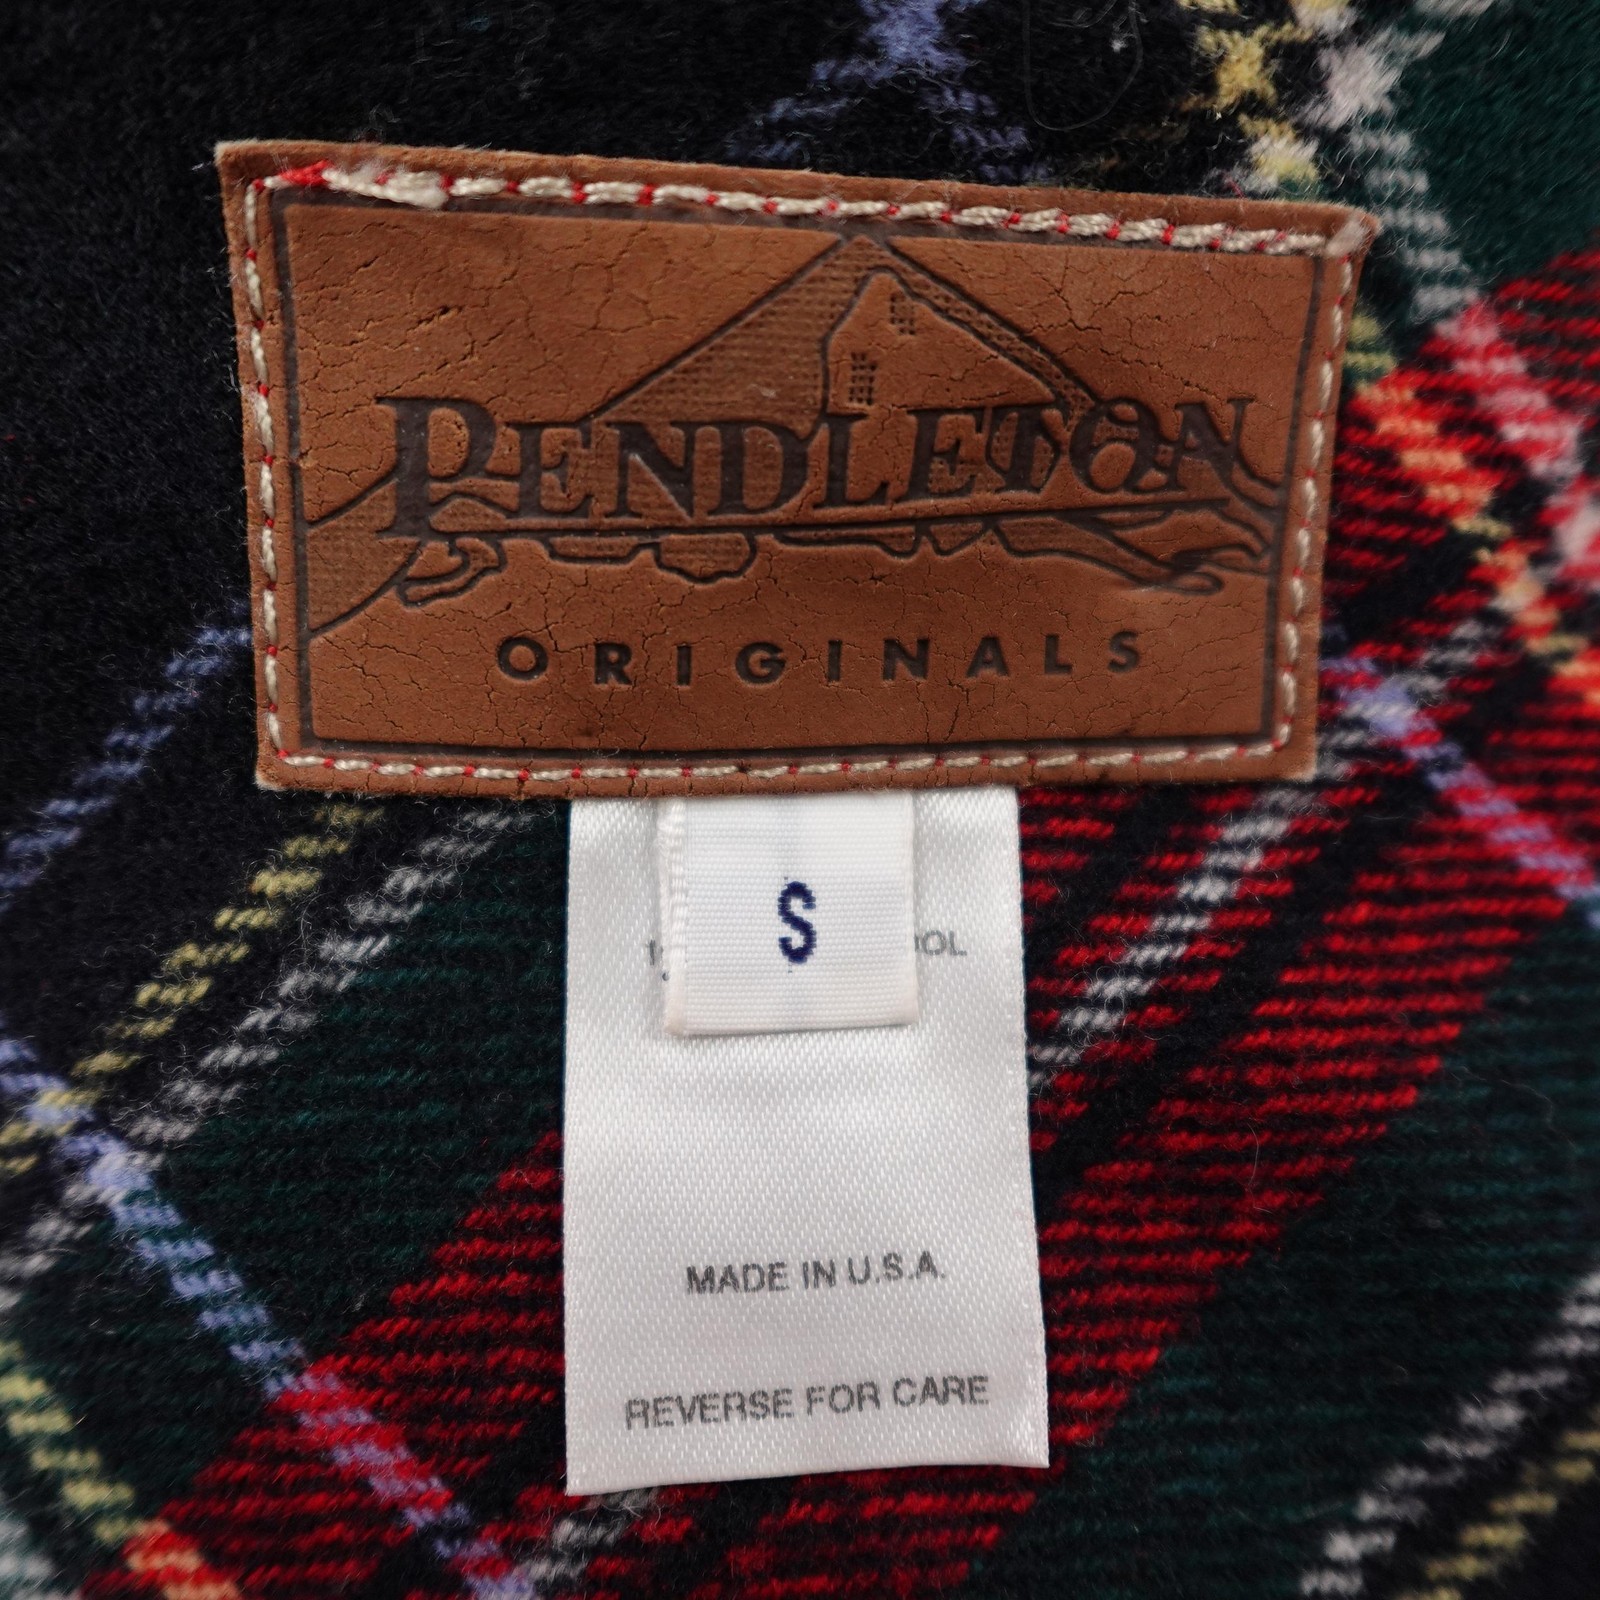 PENDLETON
ORIGINALS
S
MADE IN U.S.A.
REVERSE FOR CARE